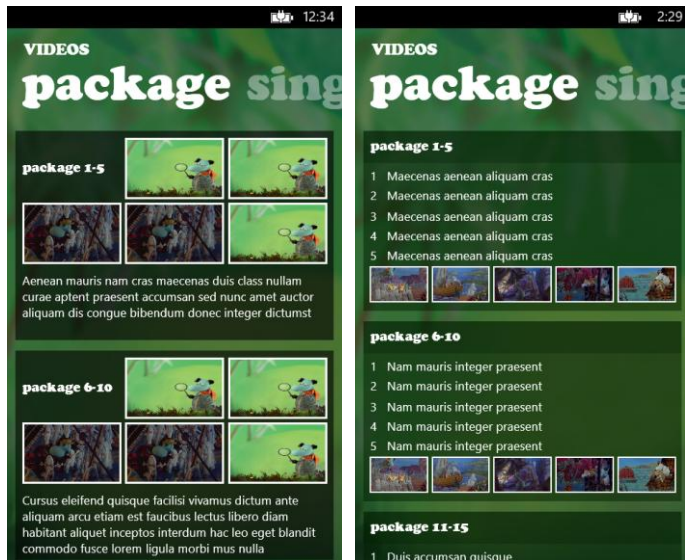 12:34
VIDEOS
package sing
package 1-5
Aenean mauris nam cras maecenas duis class nullam
curae aptent praesent accumsan sed nunc amet auctor
aliquam dis congue bibendum donec integer dictumst
package 6-10
Cursus eleifend quisque facilisi vivamus dictum ante
aliquam arcu etiam est faucibus lectus libero diam
habitant aliquet inceptos interdum hac leo eget blandit
commodo fusce lorem ligula morbi mus nulla
2:29
VIDEOS
package sing
package 1-5
1 Maecenas aenean aliquam cras
2 Maecenas aenean aliquam cras
3 Maecenas aenean aliquam cras
4 Maecenas aenean aliquam cras
5 Maecenas aenean aliquam cras
package 6-10
1 Nam mauris integer praesent
2 Nam mauris integer praesent
3 Nam mauris integer praesent
4 Nam mauris integer praesent
5 Nam mauris integer praesent
package 11-15
1 Duis accumsan quisque